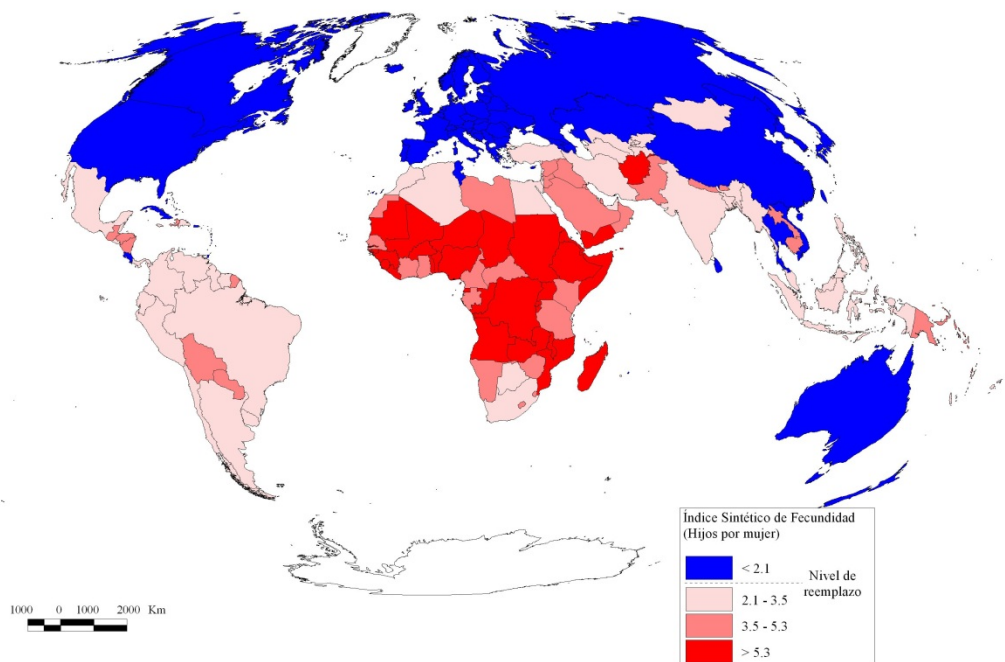 Índice Sintético de Fecundidad
(Hijos por mujer)
< 2.1
Nivel de
reemplazo
2.1 - 3.5
3.5 - 5.3
> 5.3
1000 0 1000 2000 Km